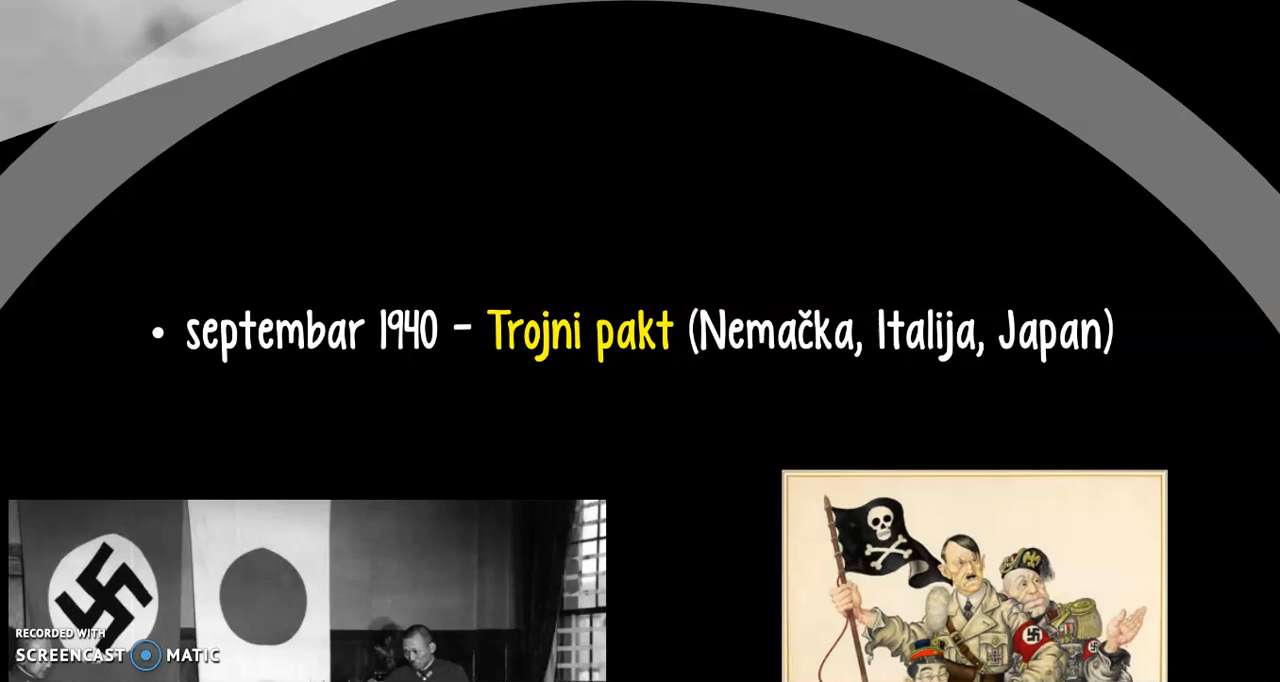 • septembar 1940 – Trojni pakt (Nemačka, Italija, Japan)
RECORDED WITH
SCREENCAST MATIC